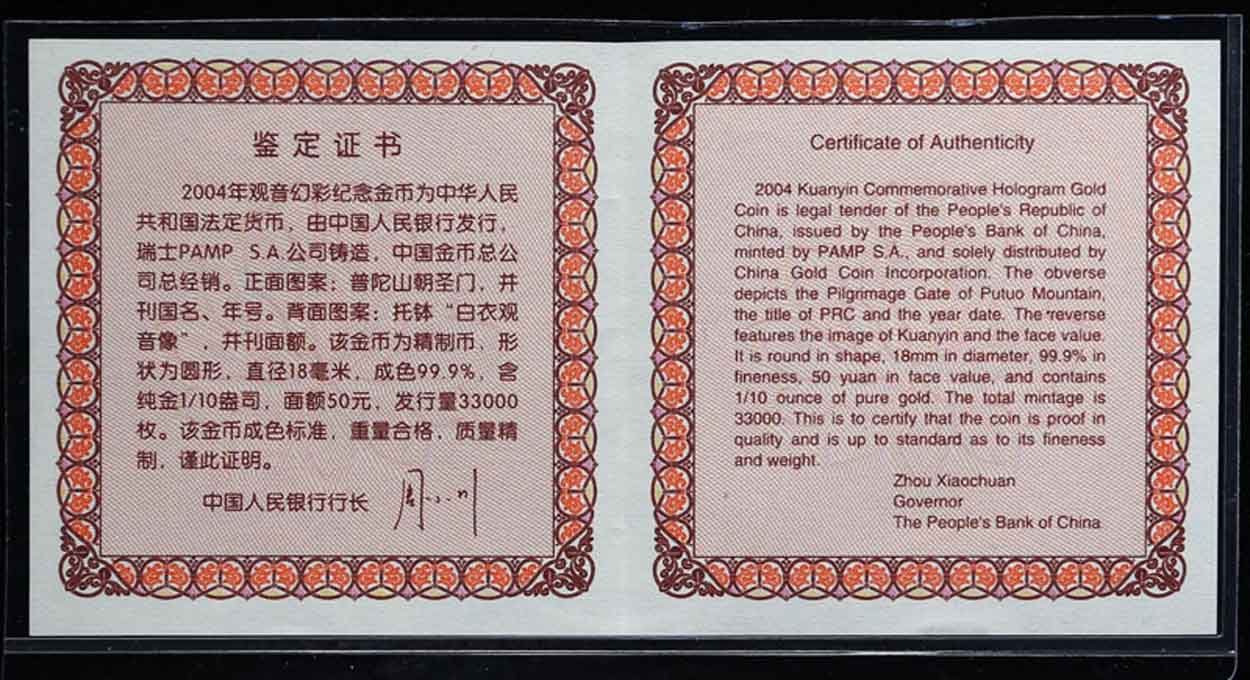 鉴定证书
2004年观音幻彩纪念金币为中华人民
共和国法定货币，由中国人民银行发行，
瑞士PAMP S.A.公司铸造，中国金币总公
司总经销。正面图案：普陀山朝圣门，并
刊国名、年号。背面图案：托钵“白衣观
音像”，并刊面额。该金币为精制币，形
状为圆形，直径18毫米，成色99.9%，含
纯金1/10盎司，面额50元，发行量33000
枚。该金币成色标准，重量合格，质量精
制，谨此证明。
中国人民银行行长 周小川
Certificate of Authenticity
2004 Kuanyin Commemorative Hologram Gold
Coin is legal tender of the People's Republic of
China, issued by the People's Bank of China,
minted by PAMP S.A., and solely distributed by
China Gold Coin Incorporation. The obverse
depicts the Pilgrimage Gate of Putuo Mountain,
the title of PRC and the year date. The reverse
features the image of Kuanyin and the face value.
It is round in shape, 18mm in diameter, 99.9% in
fineness, 50 yuan in face value, and contains
1/10 ounce of pure gold. The total mintage is
33000. This is to certify that the coin is proof in
quality and is up to standard as to its fineness
and weight.
Zhou Xiaochuan
Governor
The People's Bank of China